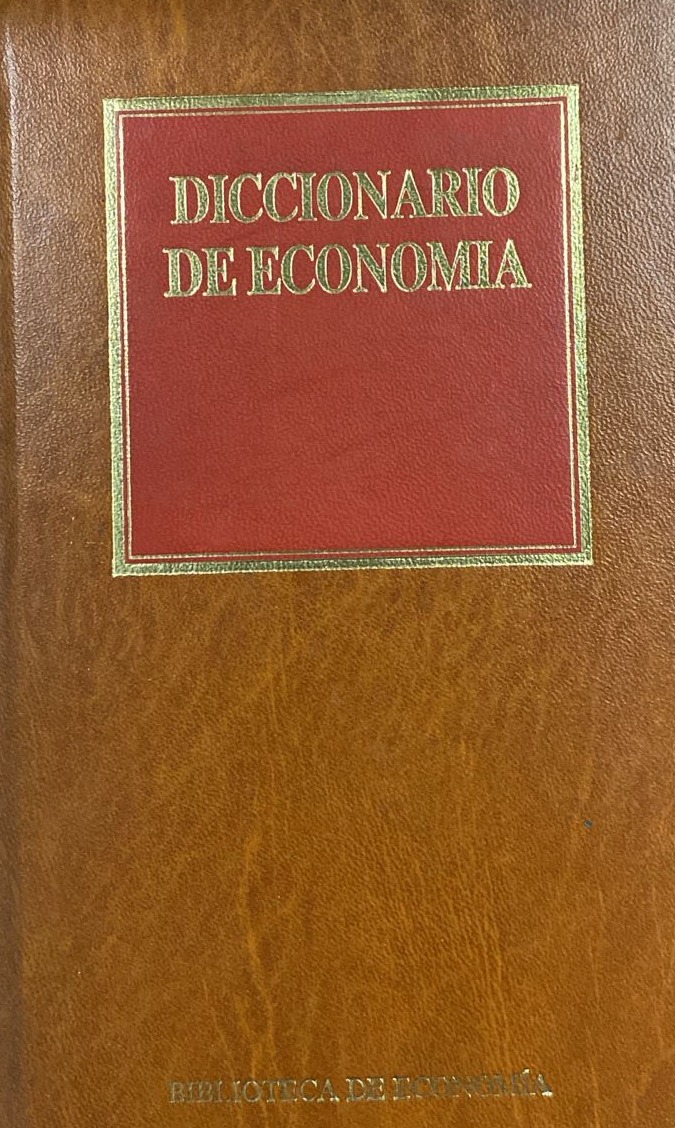 DICCIONARIO
DE ECONOMIA
BIBLIOTECA DE ECONOMÍA